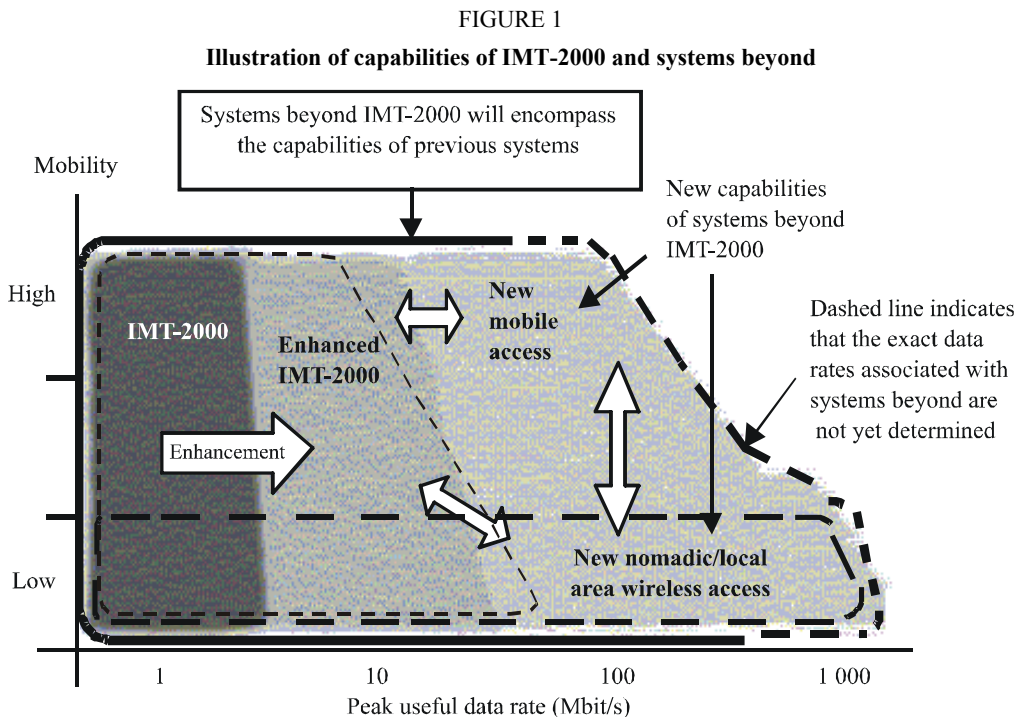 FIGURE 1
Illustration of capabilities of IMT-2000 and systems beyond
Systems beyond IMT-2000 will encompass
the capabilities of previous systems
Mobility
New capabilities
of systems beyond
IMT-2000
High
New
mobile
access
Dashed line indicates
that the exact data
rates associated with
systems beyond are
not yet determined
IMT-2000
Enhanced
IMT-2000
Enhancement
Low
New nomadic/local
area wireless access
1
10
100
1 000
Peak useful data rate (Mbit/s)